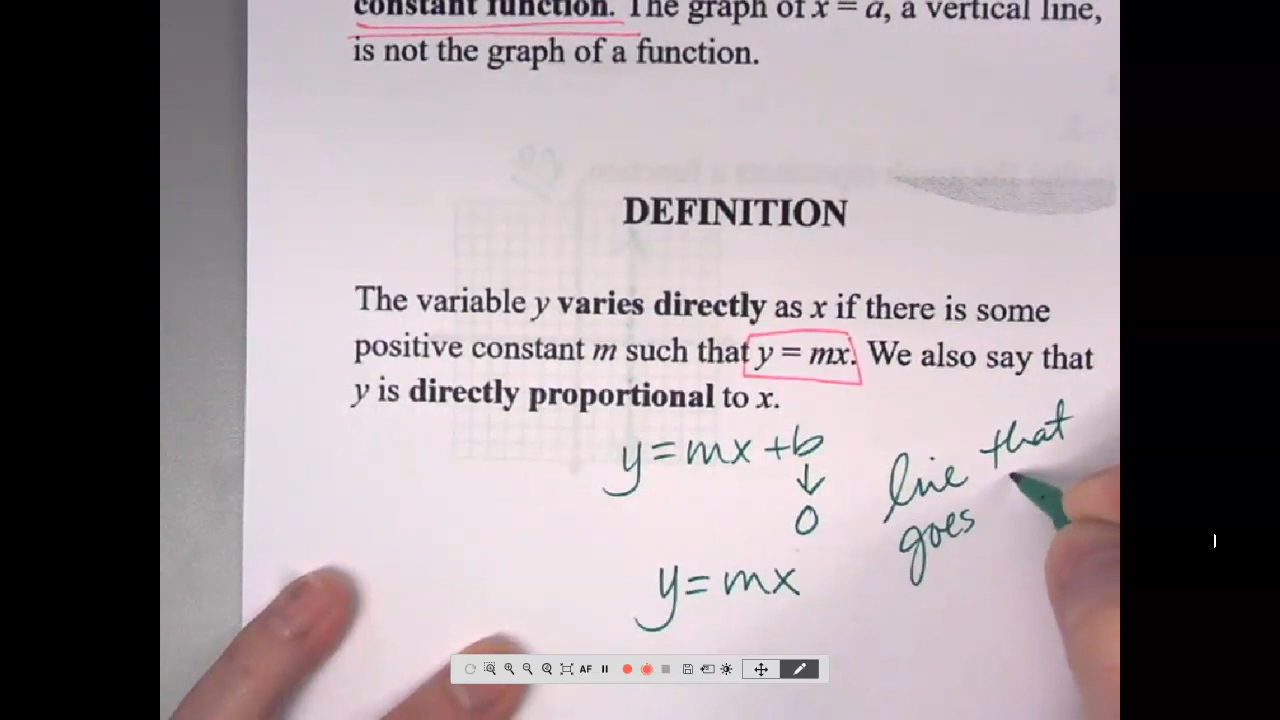 constant function. The graph of x = a, a vertical line,
is not the graph of a function.
DEFINITION
The variable y varies directly as x if there is some
positive constant m such that y = mx. We also say that
y is directly proportional to x.
y = mx + b
↓
0
y = mx
line that
goes
AF